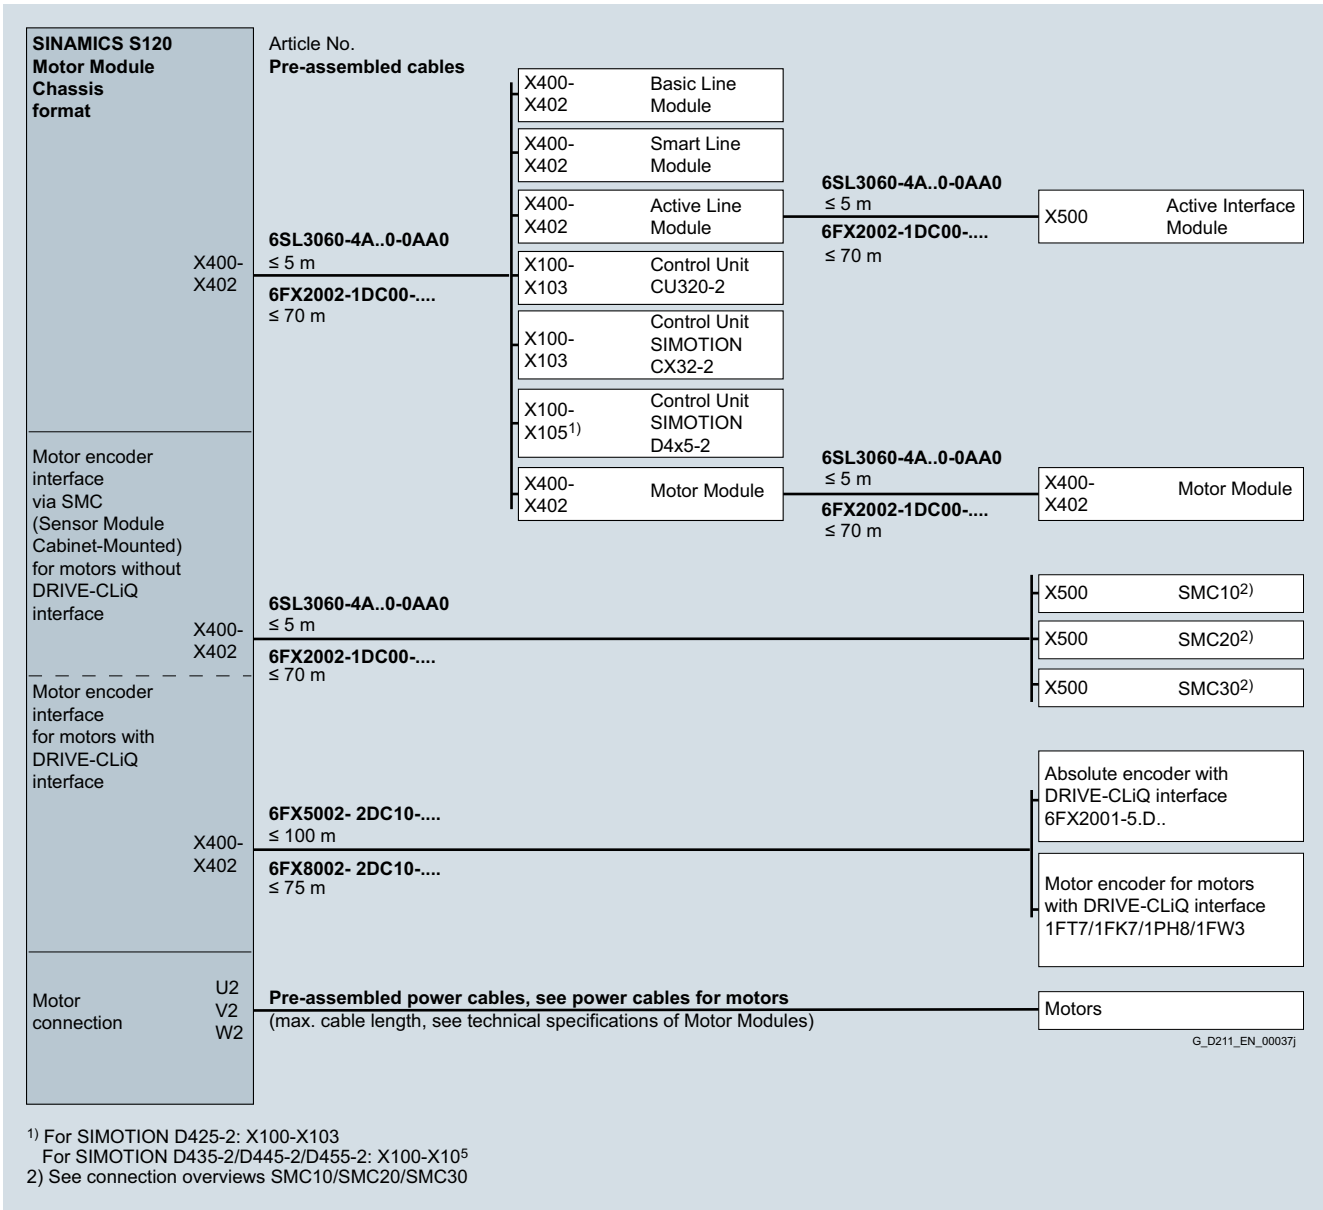 SINAMICS S120
Motor Module
Chassis
format
Article No.
Pre-assembled cables
X400-
X402
6SL3060-4A..0-0AA0
≤ 5 m
6FX2002-1DC00-....
≤ 70 m
X400-
X402
Basic Line
Module
X400-
X402
Smart Line
Module
X400-
X402
Active Line
Module
6SL3060-4A..0-0AA0
≤ 5 m
6FX2002-1DC00-....
≤ 70 m
X500
Active Interface
Module
X100-
X103
Control Unit
CU320-2
X100-
X103
Control Unit
SIMOTION
CX32-2
X100-
X105¹⁾
Control Unit
SIMOTION
D4x5-2
X400-
X402
Motor Module
6SL3060-4A..0-0AA0
≤ 5 m
6FX2002-1DC00-....
≤ 70 m
X400-
X402
Motor Module
Motor encoder
interface
via SMC
(Sensor Module
Cabinet-Mounted)
for motors without
DRIVE-CLiQ
interface
X400-
X402
6SL3060-4A..0-0AA0
≤ 5 m
6FX2002-1DC00-....
≤ 70 m
X500 SMC10²⁾
X500 SMC20²⁾
X500 SMC30²⁾
Motor encoder
interface
for motors with
DRIVE-CLiQ
interface
X400-
X402
6FX5002- 2DC10-....
≤ 100 m
6FX8002- 2DC10-....
≤ 75 m
Absolute encoder with
DRIVE-CLiQ interface
6FX2001-5.D..
Motor encoder for motors
with DRIVE-CLiQ interface
1FT7/1FK7/1PH8/1FW3
Motor
connection
U2
V2
W2
Pre-assembled power cables, see power cables for motors
(max. cable length, see technical specifications of Motor Modules)
Motors
G_D211_EN_00037j
¹⁾ For SIMOTION D425-2: X100-X103
For SIMOTION D435-2/D445-2/D455-2: X100-X10⁵
2) See connection overviews SMC10/SMC20/SMC30